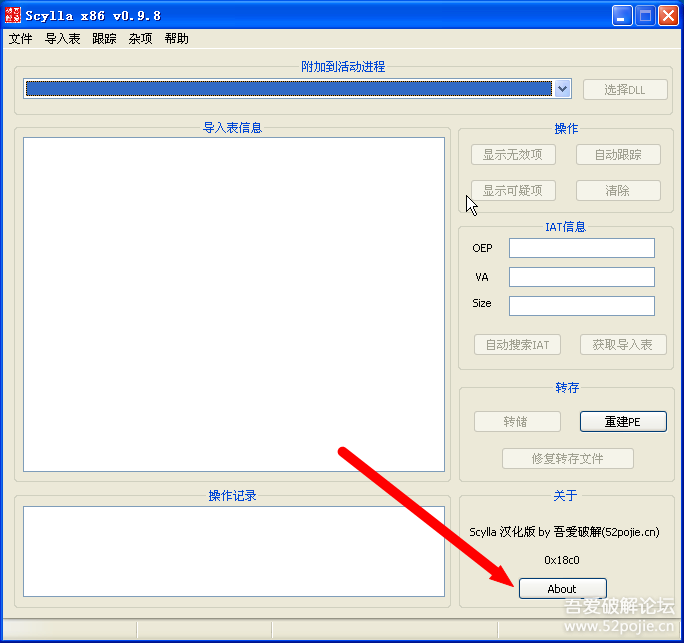 Scylla x86 v0.9.8
文件 导入表 跟踪 杂项 帮助
附加到活动进程
选择DLL
导入表信息
操作
显示无效项 自动跟踪
显示可疑项 清除
IAT信息
OEP
VA
Size
自动搜索IAT 获取导入表
转存
转储 重建PE
修复转存文件
操作记录
关于
Scylla 汉化版 by 吾爱破解(52pojie.cn)
0x18c0
About
吾爱破解论坛
www.52pojie.cn